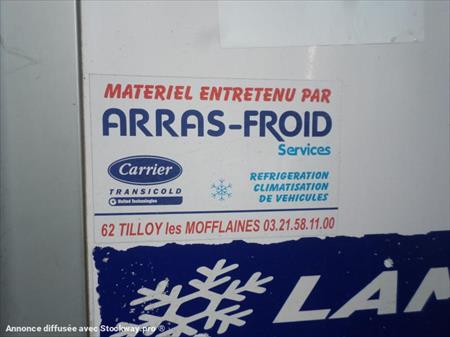 MATERIEL ENTRETENU PAR
ARRAS-FROID
Services
Carrier
TRANSICOLD
United Technologies
REFRIGERATION
CLIMATISATION
DE VEHICULES
62 TILLOY les MOFFLAINES 03.21.58.11.00
LAM
Annonce diffusée avec Stockway.pro ®